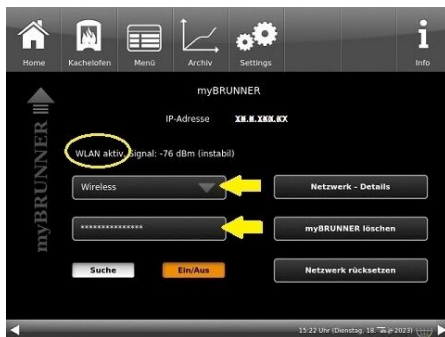 Home
Kachelofen
Menü
Archiv
Settings
Info
myBRUNNER
myBRUNNER
IP-Adresse
WLAN aktiv, Signal: -76 dBm (instabil)
Wireless
Netzwerk - Details
***************
myBRUNNER löschen
Suche
Ein/Aus
Netzwerk rücksetzen
15:22 Uhr (Dienstag, 18. 2023)